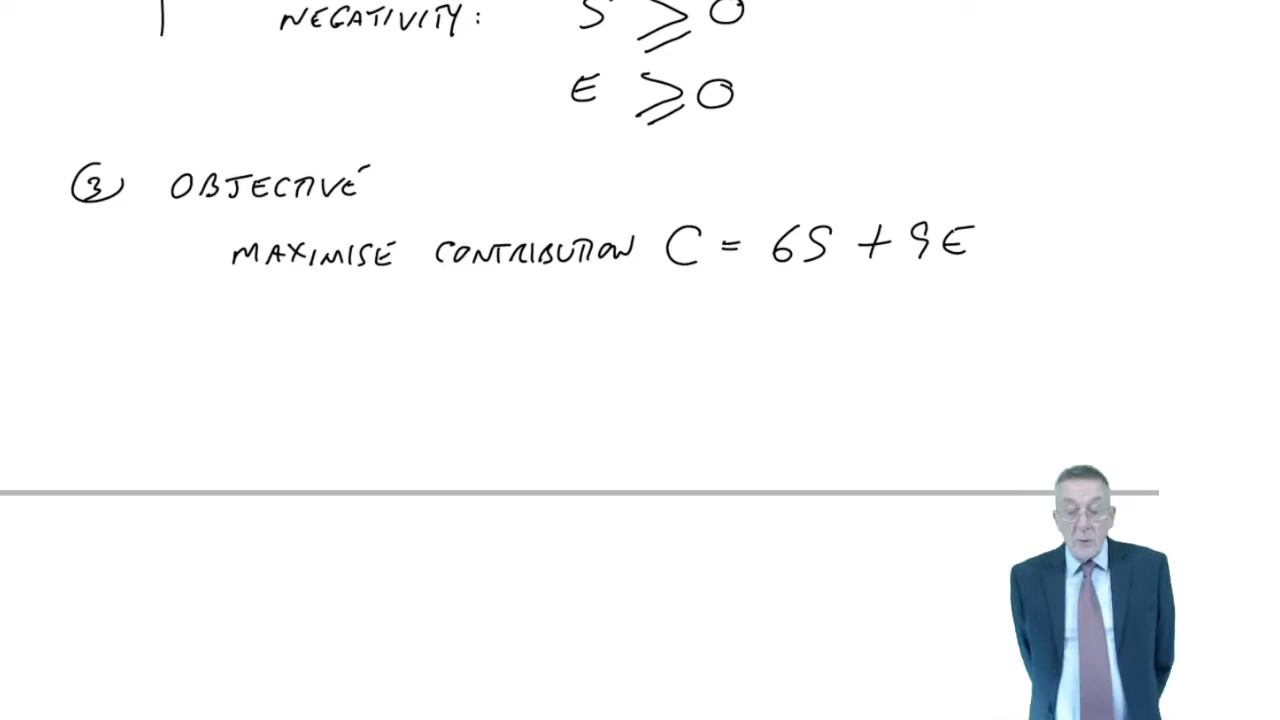 NEGATIVITY: S ≥ 0
E ≥ 0
③ OBJECTIVE
MAXIMISE CONTRIBUTION C = 6S + 9E